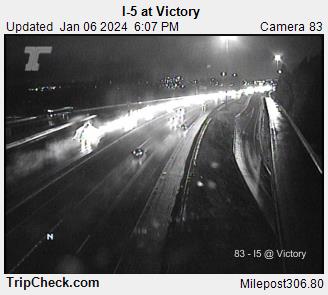 I-5 at Victory
Updated  Jan 06 2024  6:07 PM
Camera 83
T
N
83 - I5 @ Victory
TripCheck.com
Milepost306.80